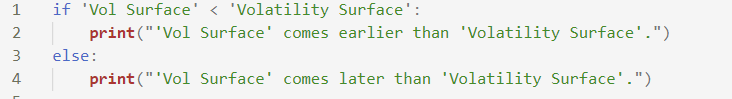 1 if 'Vol Surface' < 'Volatility Surface':
2 print("'Vol Surface' comes earlier than 'Volatility Surface'.")
3 else:
4 print("'Vol Surface' comes later than 'Volatility Surface'.")